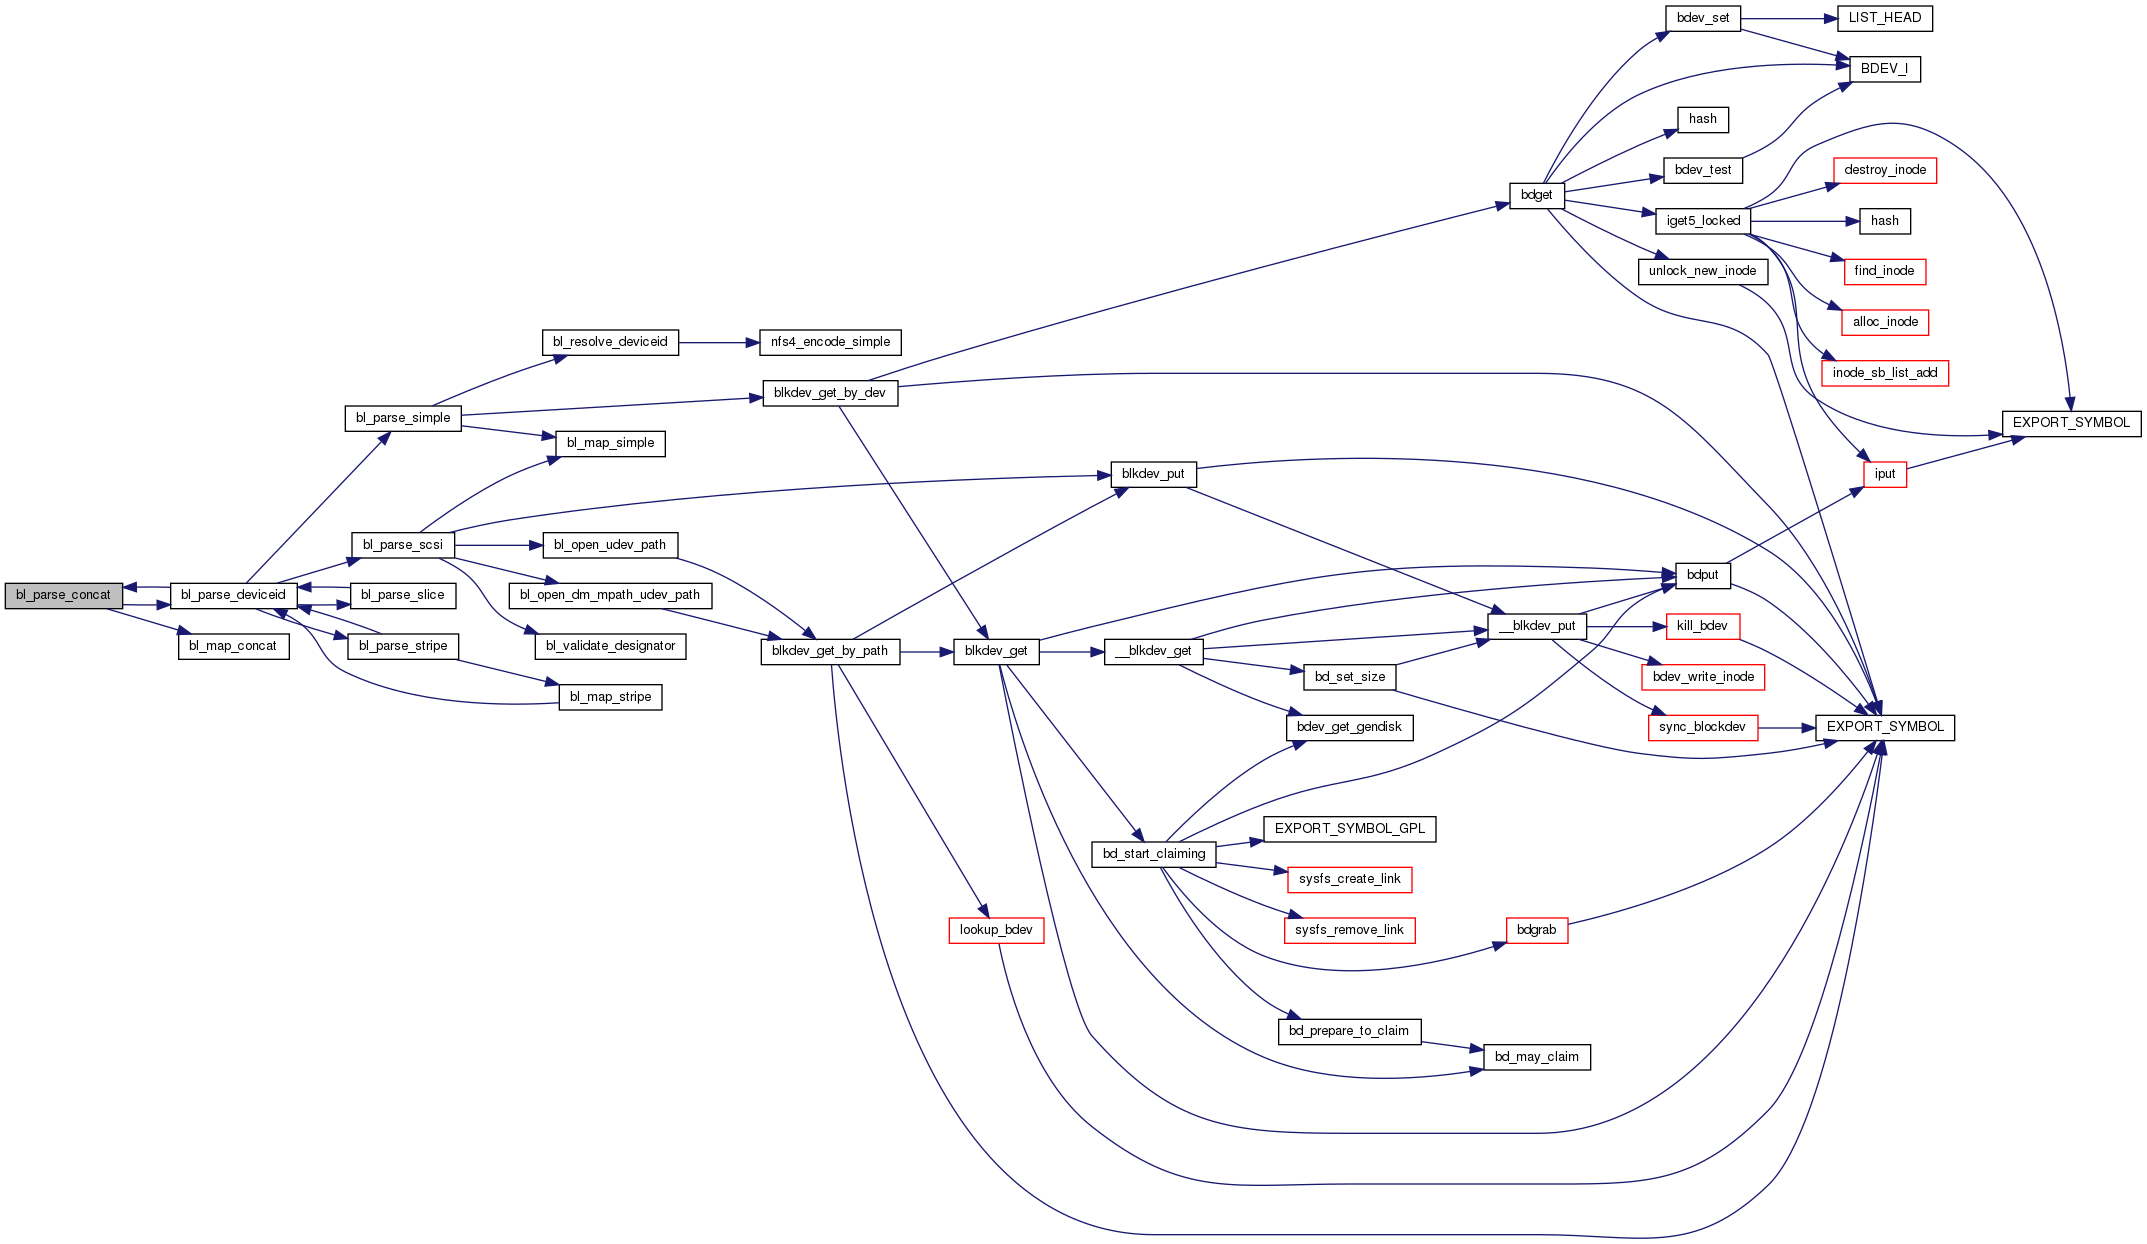 bdev_set
LIST_HEAD
BDEV_I
hash
bdev_test
destroy_inode
bdget
iget5_locked
hash
unlock_new_inode
find_inode
alloc_inode
bl_resolve_deviceid
nfs4_encode_simple
inode_sb_list_add
blkdev_get_by_dev
bl_parse_simple
EXPORT_SYMBOL
bl_map_simple
blkdev_put
iput
bl_parse_scsi
bl_open_udev_path
bdput
bl_parse_concat
bl_parse_deviceid
bl_parse_slice
bl_open_dm_mpath_udev_path
__blkdev_put
kill_bdev
bl_map_concat
bl_parse_stripe
bl_validate_designator
blkdev_get_by_path
blkdev_get
__blkdev_get
bd_set_size
bdev_write_inode
bl_map_stripe
bdev_get_gendisk
sync_blockdev
EXPORT_SYMBOL
EXPORT_SYMBOL_GPL
bd_start_claiming
sysfs_create_link
lookup_bdev
sysfs_remove_link
bdgrab
bd_prepare_to_claim
bd_may_claim